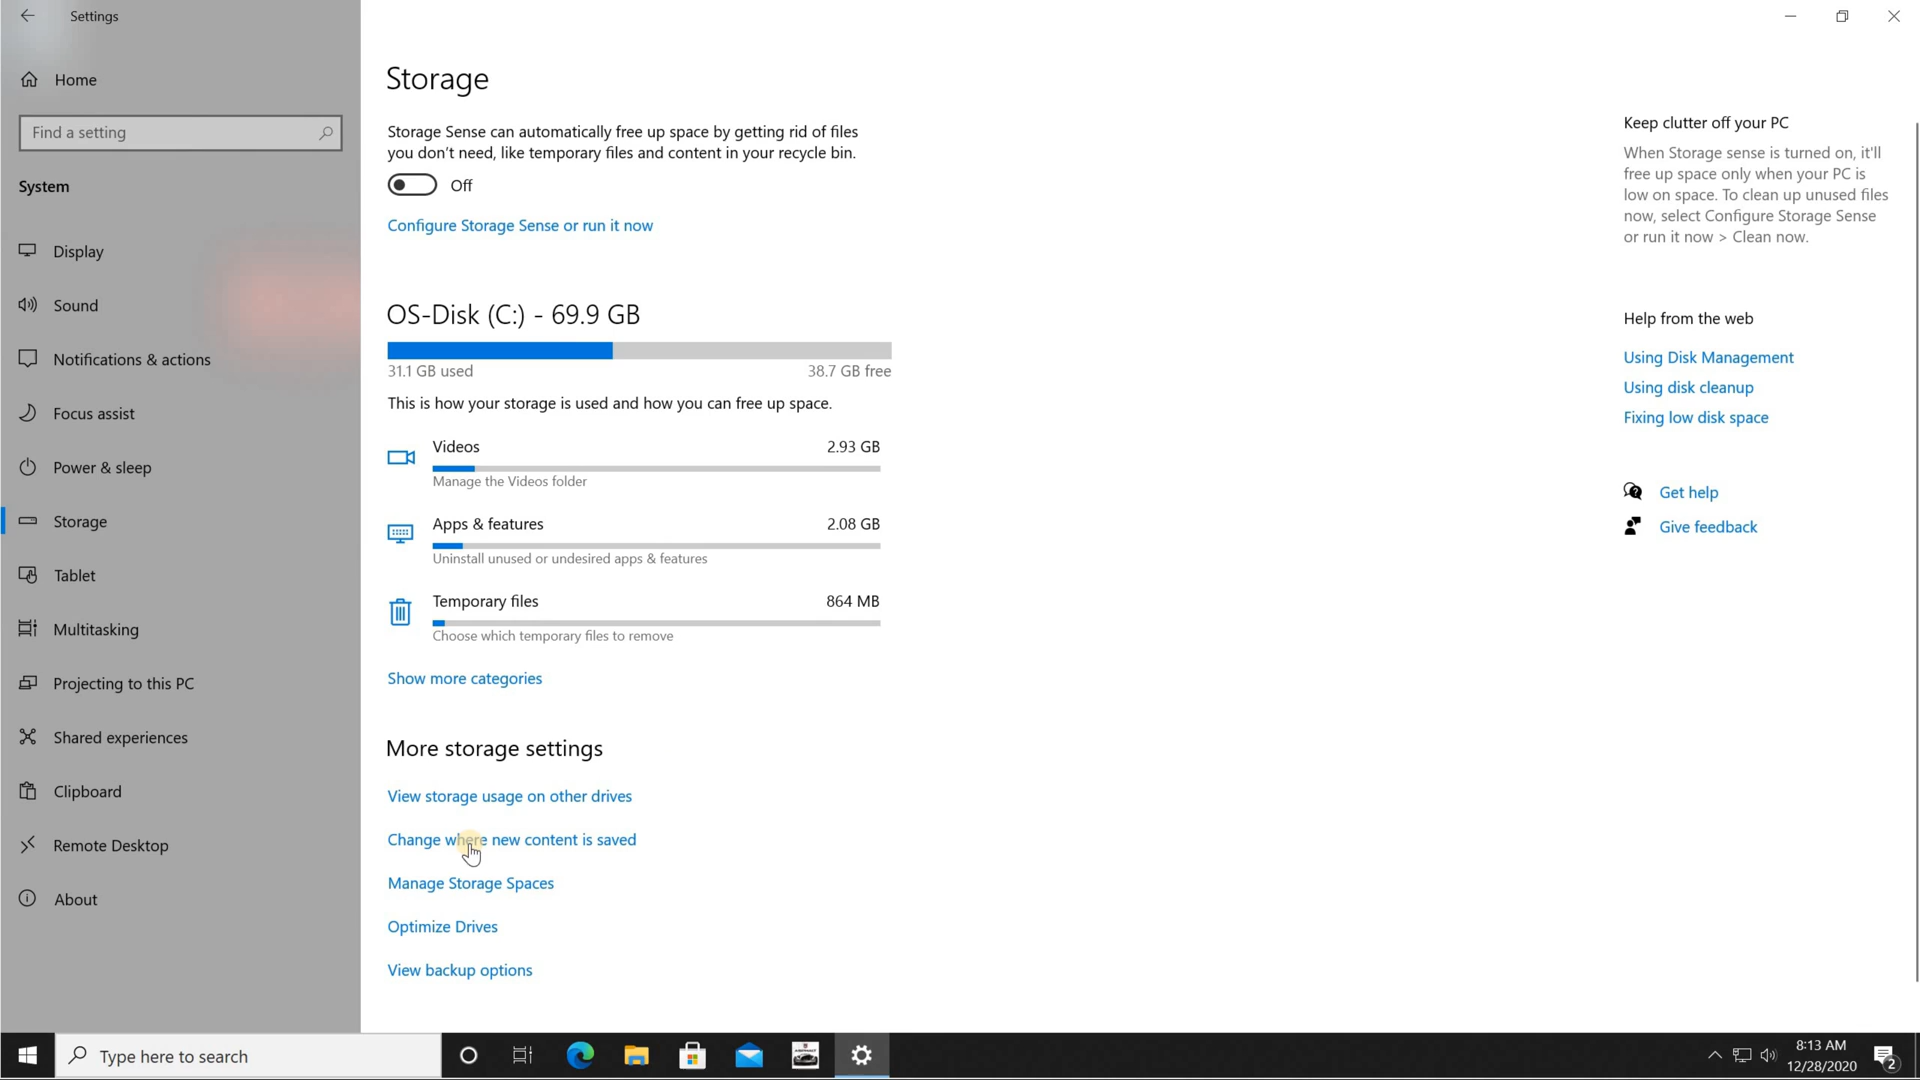 Settings
Home
Find a setting
System
Display
Sound
Notifications & actions
Focus assist
Power & sleep
Storage
Tablet
Multitasking
Projecting to this PC
Shared experiences
Clipboard
Remote Desktop
About
Storage
Storage Sense can automatically free up space by getting rid of files
you don't need, like temporary files and content in your recycle bin.
Off
Configure Storage Sense or run it now
OS-Disk (C:) - 69.9 GB
31.1 GB used 38.7 GB free
This is how your storage is used and how you can free up space.
Videos 2.93 GB
Manage the Videos folder
Apps & features 2.08 GB
Uninstall unused or undesired apps & features
Temporary files 864 MB
Choose which temporary files to remove
Show more categories
More storage settings
View storage usage on other drives
Change where new content is saved
Manage Storage Spaces
Optimize Drives
View backup options
Keep clutter off your PC
When Storage sense is turned on, it'll
free up space only when your PC is
low on space. To clean up unused files
now, select Configure Storage Sense
or run it now > Clean now.
Help from the web
Using Disk Management
Using disk cleanup
Fixing low disk space
Get help
Give feedback
Type here to search
8:13 AM
12/28/2020
2